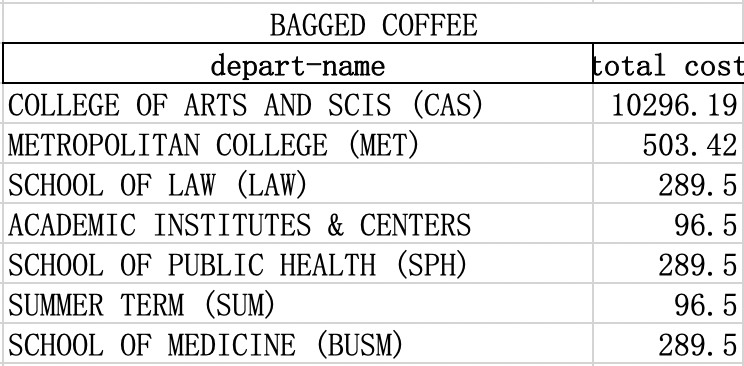 BAGGED COFFEE
depart-name total cost
COLLEGE OF ARTS AND SCIS (CAS) 10296.19
METROPOLITAN COLLEGE (MET) 503.42
SCHOOL OF LAW (LAW) 289.5
ACADEMIC INSTITUTES & CENTERS 96.5
SCHOOL OF PUBLIC HEALTH (SPH) 289.5
SUMMER TERM (SUM) 96.5
SCHOOL OF MEDICINE (BUSM) 289.5